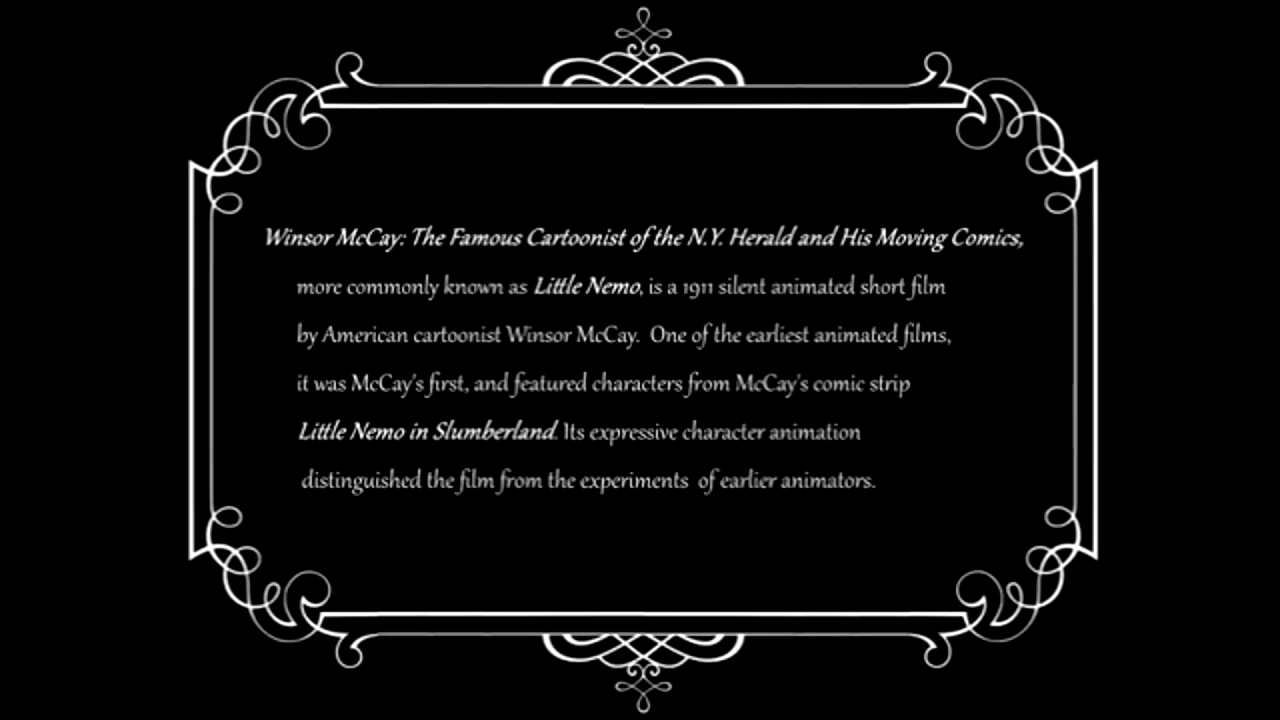 Winsor McCay: The Famous Cartoonist of the N.Y. Herald and His Moving Comics,
more commonly known as Little Nemo, is a 1911 silent animated short film
by American cartoonist Winsor McCay. One of the earliest animated films,
it was McCay's first, and featured characters from McCay's comic strip
Little Nemo in Slumberland. Its expressive character animation
distinguished the film from the experiments of earlier animators.